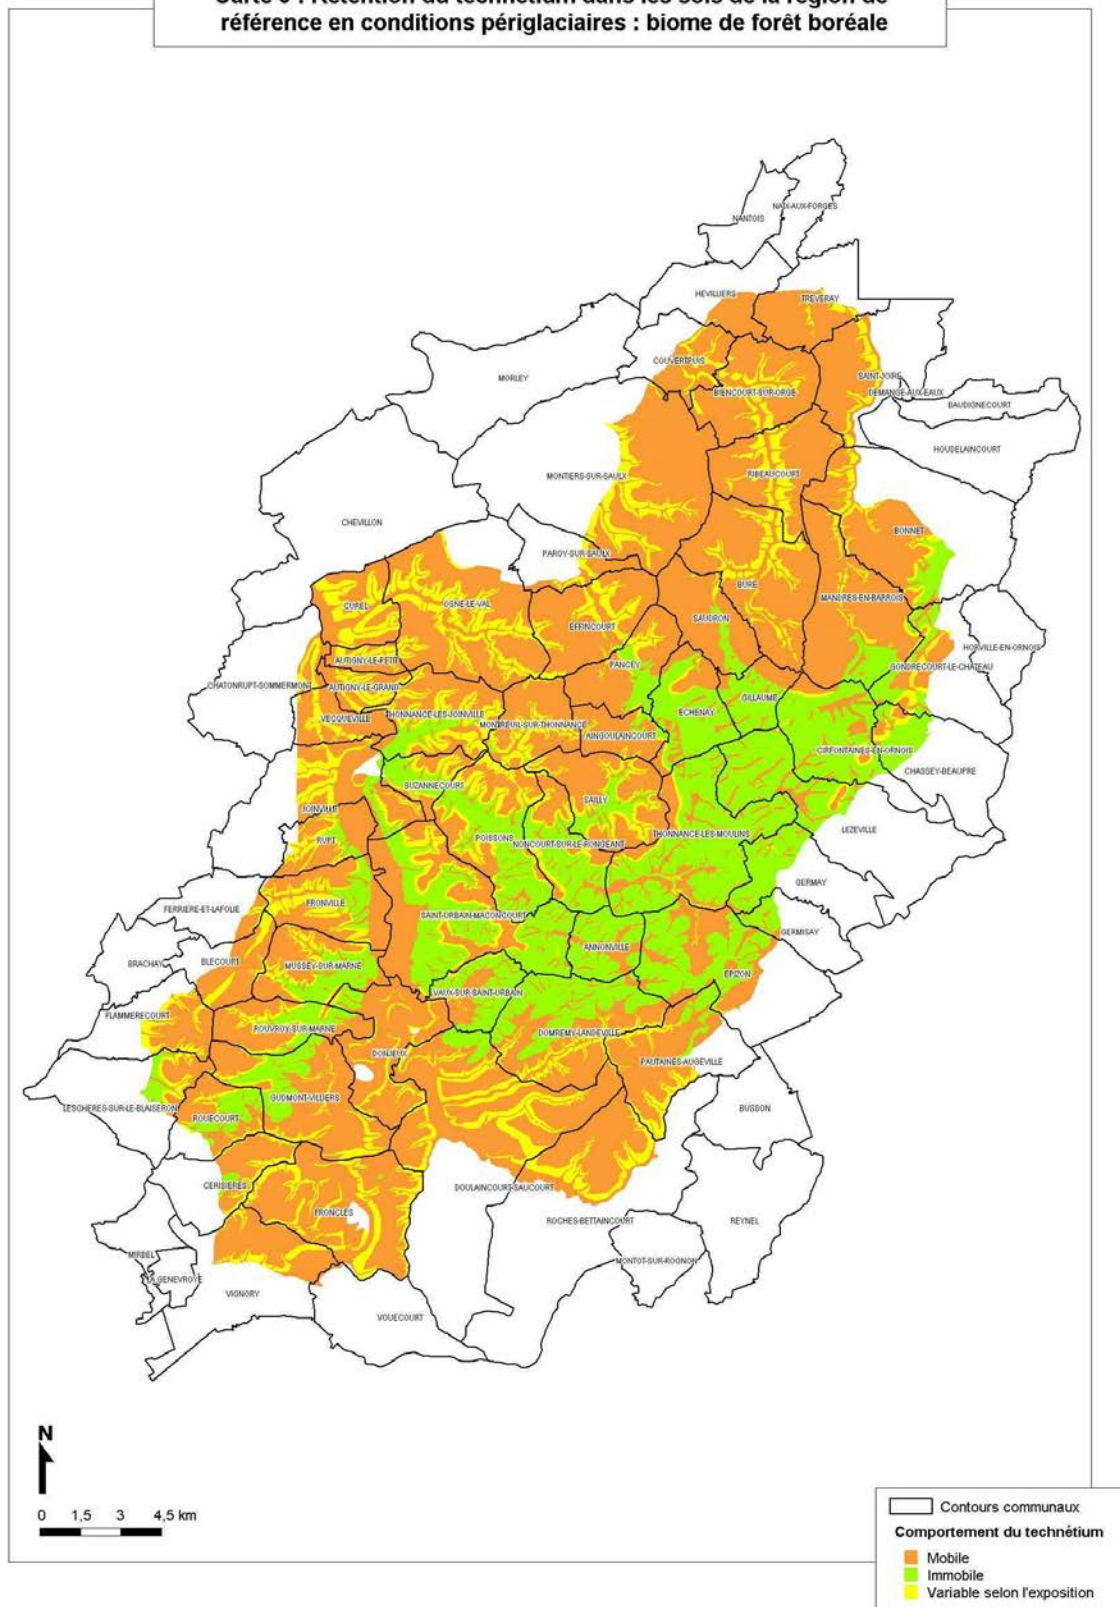 référence en conditions périglaciaires : biome de forêt boréale
NAIX-AUX-FORGES
NANTOIS
HEVILLIERS
TREVERAY
COUVERTPUIS
MORLEY
SAINT-JOIRE
BIENCOURT-SUR-ORGE
DEMANGE-AUX-EAUX
BAUDIGNECOURT
HOUDELAINCOURT
MONTIERS-SUR-SAULX
RIBEAUCOURT
CHEVILLON
BONNET
PAROY-SUR-SAULX
BURE
MANDRES-EN-BARROIS
CUREL
OSNE-LE-VAL
EFFINCOURT
SAUDRON
HORVILLE-EN-ORNOIS
AUTIGNY-LE-PETIT
PANCEY
GONDRECOURT-LE-CHATEAU
CHATONRUPT-SOMMERMONT
AUTIGNY-LE-GRAND
GILLAUME
VECQUEVILLE
THONNANCE-LES-JOINVILLE
ECHENAY
MONTREUIL-SUR-THONNANCE
AINGOULAINCOURT
CIRFONTAINES-EN-ORNOIS
CHASSEY-BEAUPRE
SUZANNECOURT
SAILLY
JOINVILLE
LEZEVILLE
THONNANCE-LES-MOULINS
RUPT
POISSONS
NONCOURT-SUR-LE-RONGEANT
GERMAY
FRONVILLE
FERRIERE-ET-LAFOLIE
SAINT-URBAIN-MACONCOURT
GERMISAY
ANNONVILLE
BLECOURT
BRACHAY
MUSSEY-SUR-MARNE
EPIZON
VAUX-SUR-SAINT-URBAIN
FLAMMERECOURT
ROUVROY-SUR-MARNE
DOMREMY-LANDEVILLE
DONJEUX
PAUTAINES-AUGEVILLE
GUDMONT-VILLIERS
LESCHERES-SUR-LE-BLAISERON
BUSSON
ROUECOURT
CERISIERES
DOULAINCOURT-SAUCOURT
FRONCLES
ROCHES-BETTAINCOURT
REYNEL
MIRBEL
MONTOT-SUR-ROGNON
LA GENEVROYE
VIGNORY
VOUECOURT
N
0 1,5 3 4,5 km
Contours communaux
Comportement du technétium
Mobile
Immobile
Variable selon l'exposition